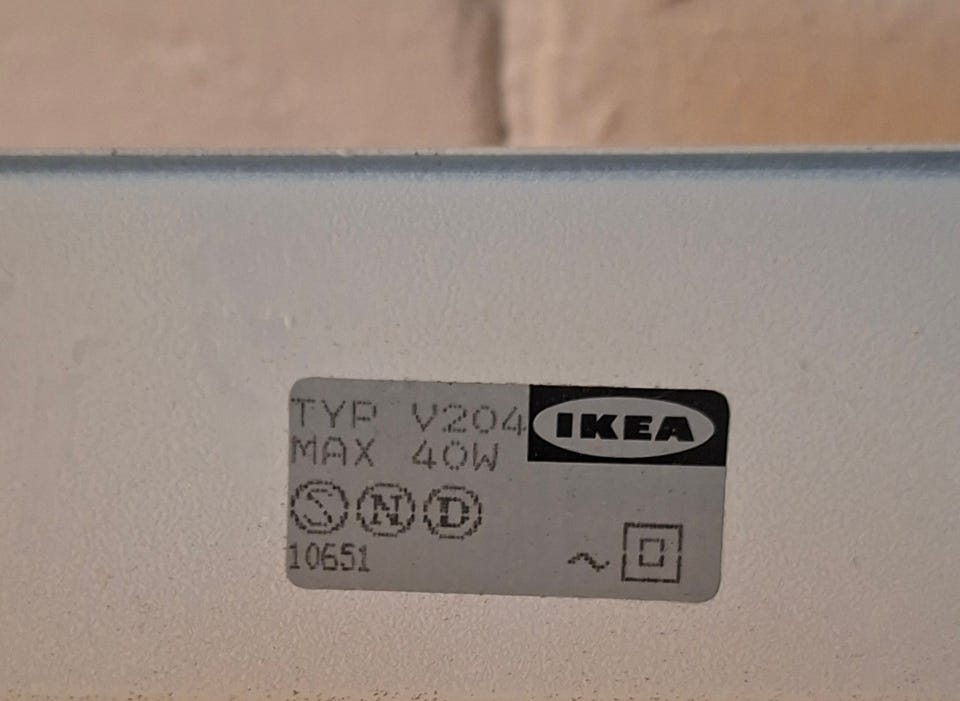 TYP V204
IKEA
MAX 40W
S N D
10651
~